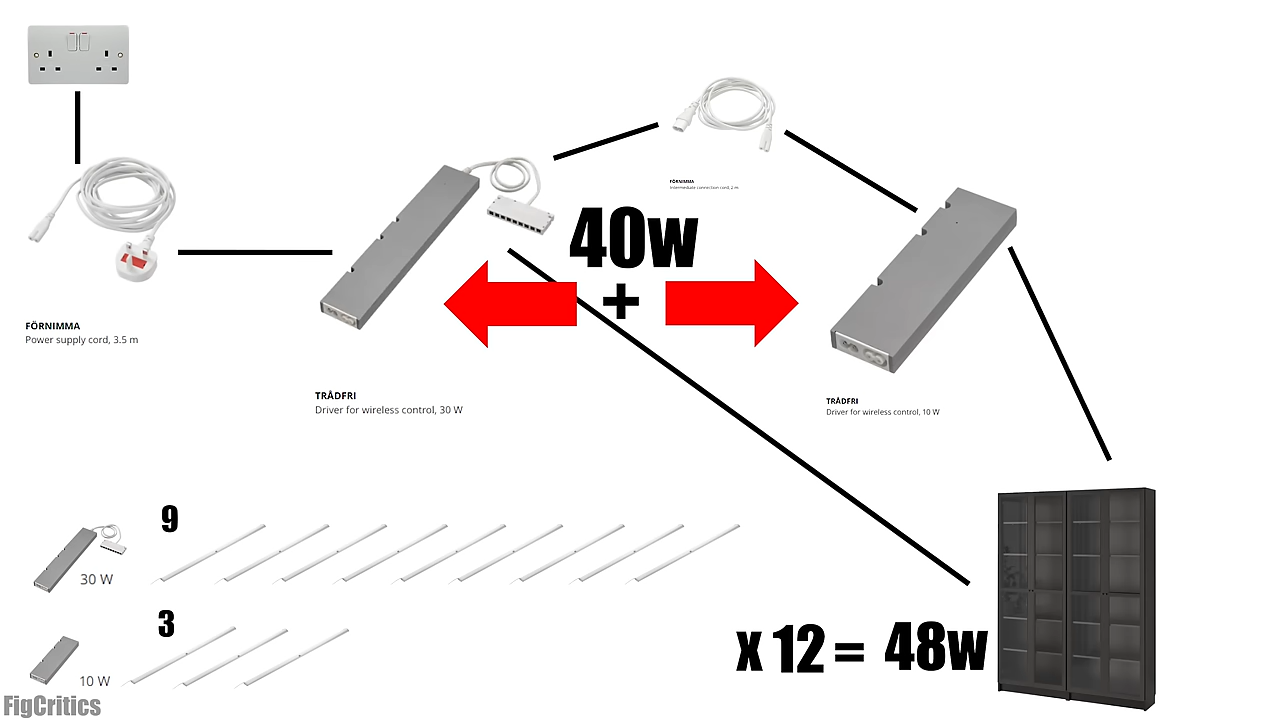 FÖRNIMMA
Intermediate connection cord, 2 m
40w
+
FÖRNIMMA
Power supply cord, 3.5 m
TRÅDFRI
Driver for wireless control, 30 W
TRÅDFRI
Driver for wireless control, 10 W
9
30 W
3
x 12 = 48w
10 W
FigCritics